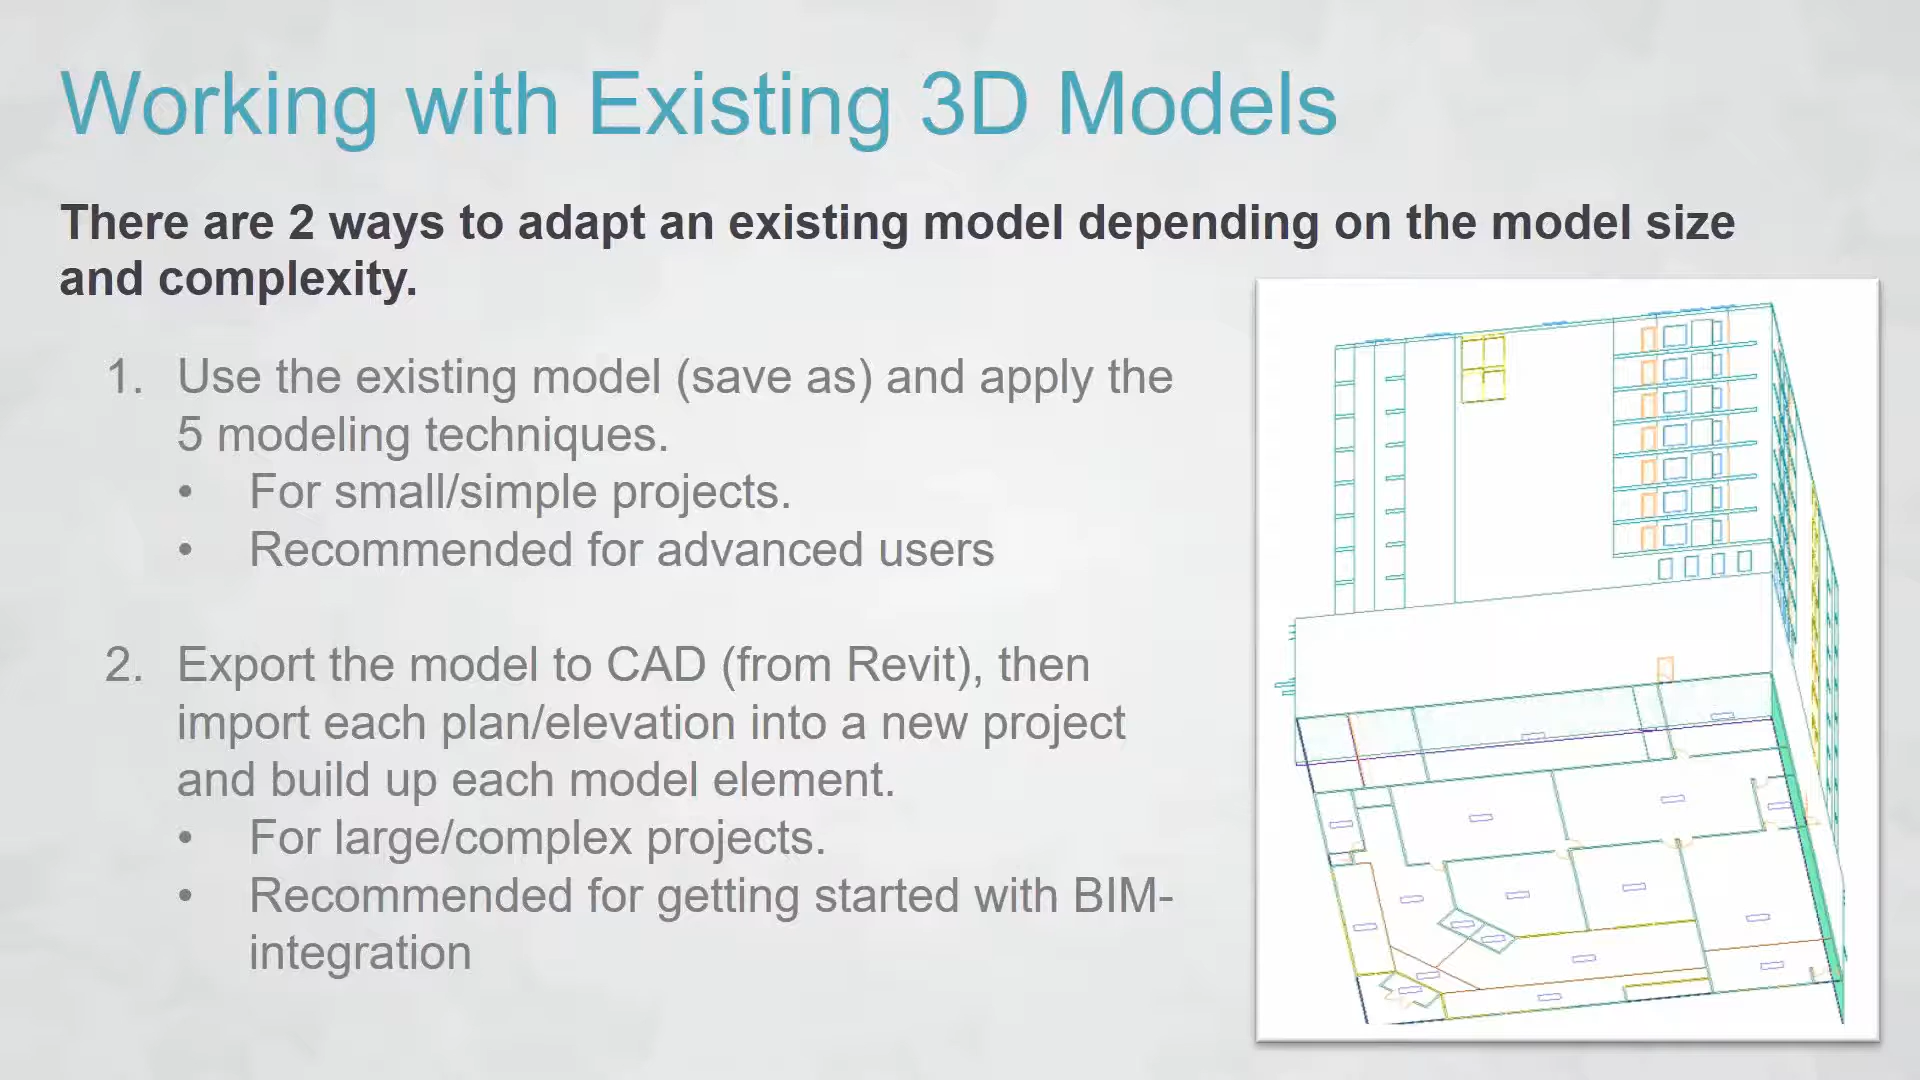 Working with Existing 3D Models
There are 2 ways to adapt an existing model depending on the model size
and complexity.
1. Use the existing model (save as) and apply the
5 modeling techniques.
• For small/simple projects.
• Recommended for advanced users
2. Export the model to CAD (from Revit), then
import each plan/elevation into a new project
and build up each model element.
• For large/complex projects.
• Recommended for getting started with BIM-
integration